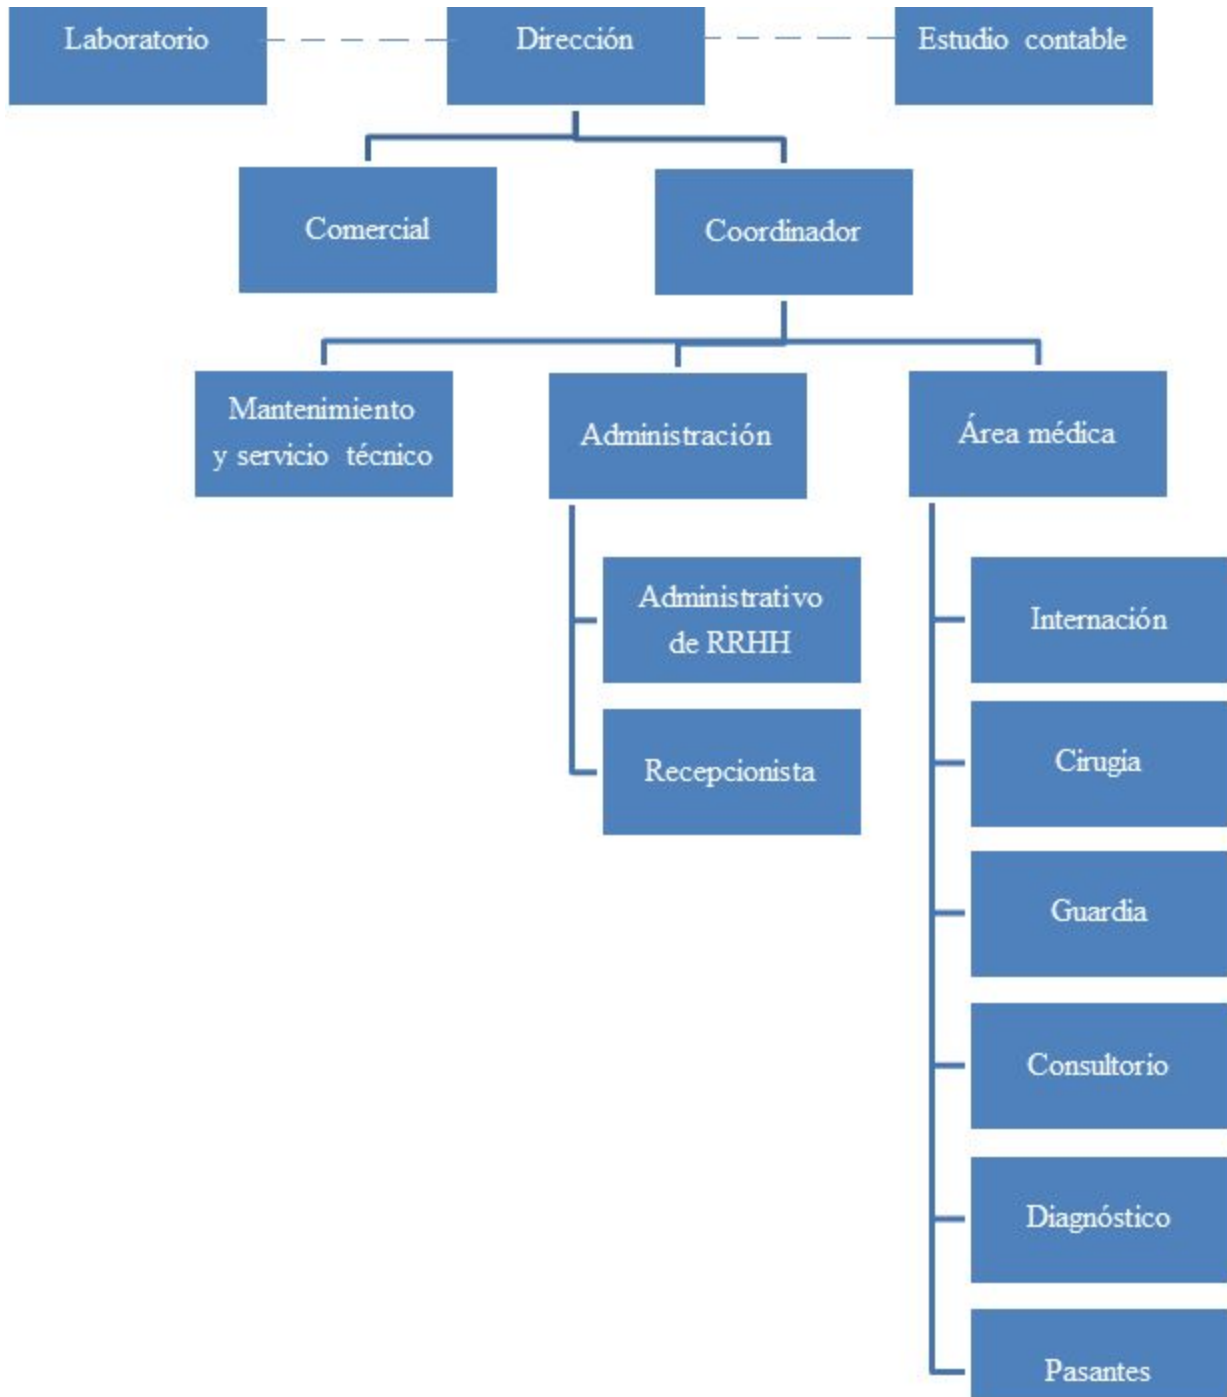 Laboratorio
Dirección
Estudio contable
Comercial
Coordinador
Mantenimiento
y servicio técnico
Administración
Área médica
Administrativo
de RRHH
Internación
Recepcionista
Cirugia
Guardia
Consultorio
Diagnóstico
Pasantes